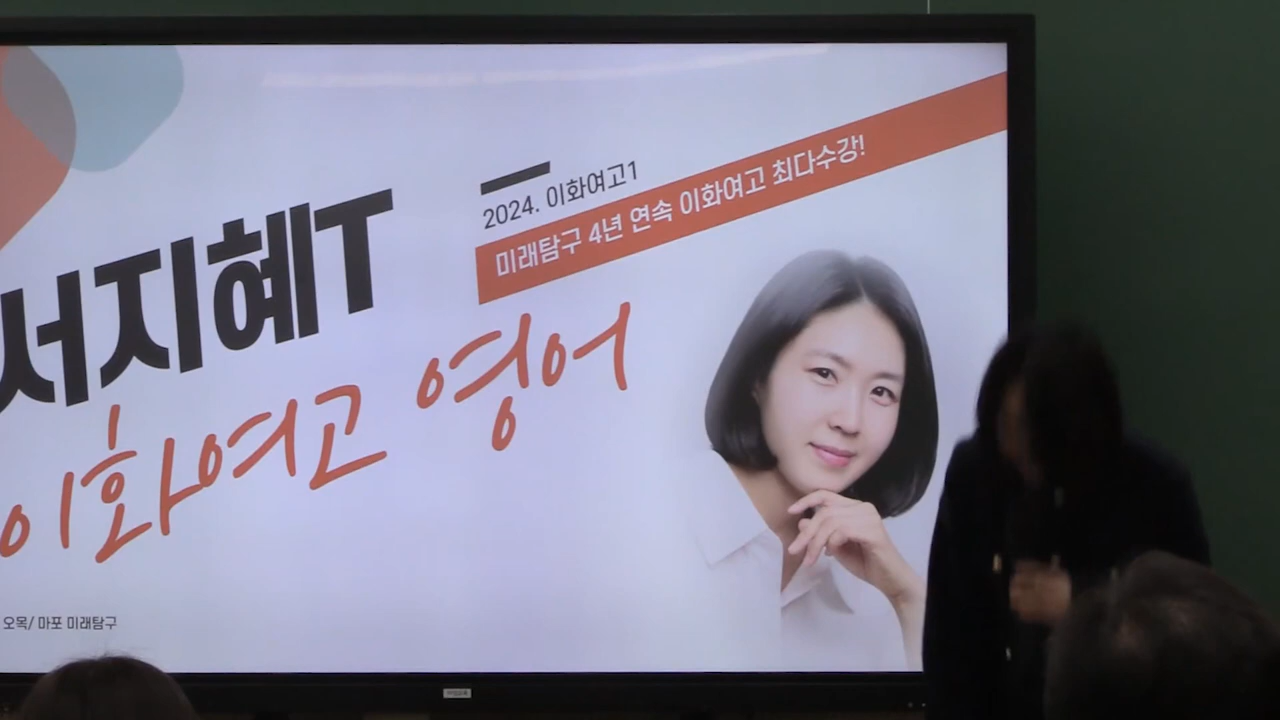 2024. 이화여고1
미래탐구 4년 연속 이화여고 최다수강!
서지혜T
이화여고 영어
오목/ 마포 미래탐구